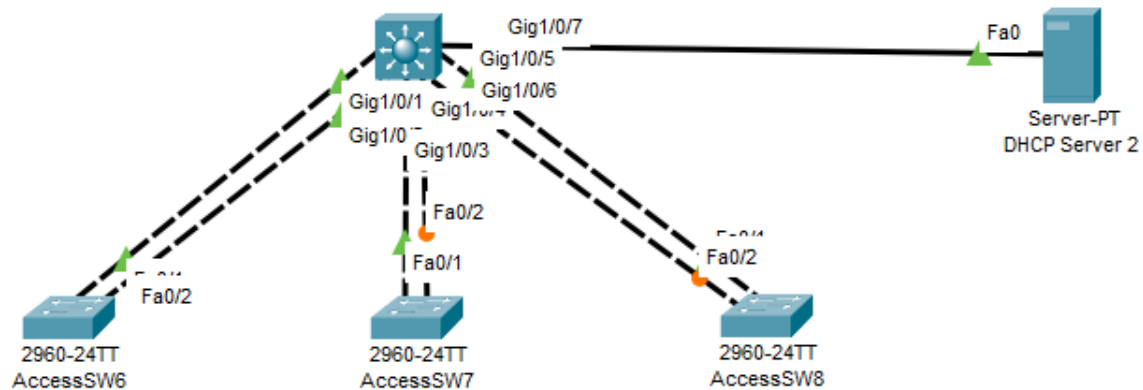 Gig1/0/7
Fa0
Gig1/0/5
Gig1/0/6
Gig1/0/1
Gig1/0/3
Server-PT
DHCP Server 2
Fa0/2
Fa0/2
Fa0/1
Fa0/2
2960-24TT
AccessSW6
2960-24TT
AccessSW7
2960-24TT
AccessSW8